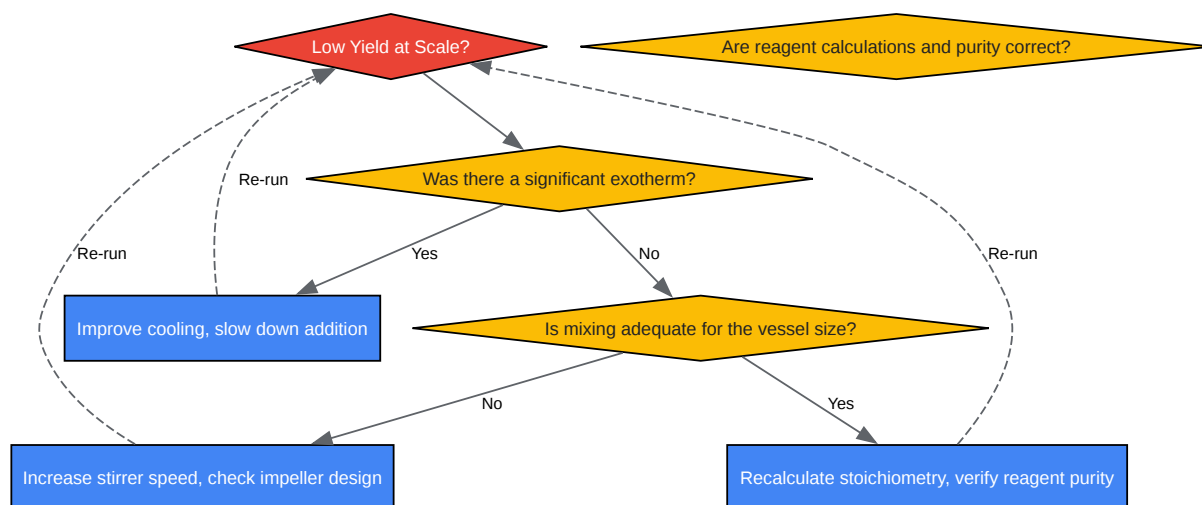 Low Yield at Scale?
Are reagent calculations and purity correct?
Was there a significant exotherm?
Re-run
Re-run
Yes
No
Re-run
Improve cooling, slow down addition
Is mixing adequate for the vessel size?
No
Yes
Increase stirrer speed, check impeller design
Recalculate stoichiometry, verify reagent purity